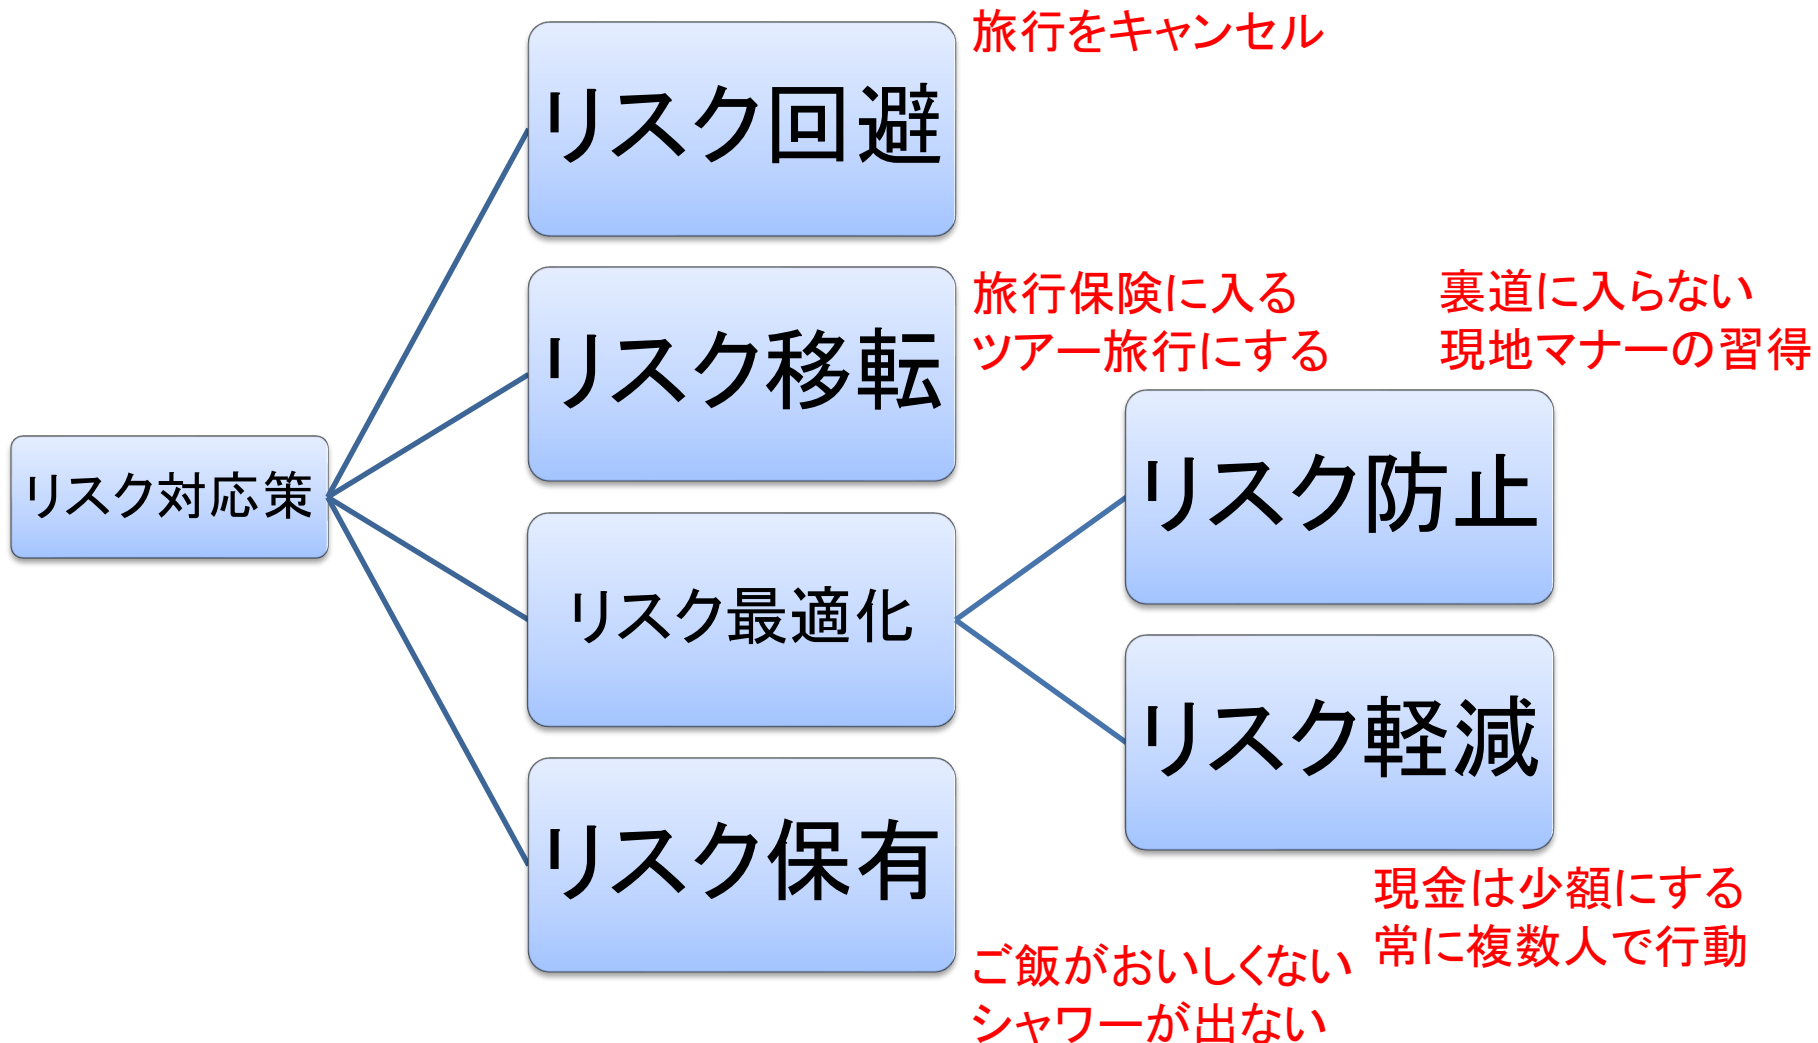 旅行をキャンセル
リスク回避
旅行保険に入る
ツアー旅行にする
リスク移転
裏道に入らない
現地マナーの習得
リスク防止
リスク対応策
リスク最適化
リスク軽減
現金は少額にする
常に複数人で行動
リスク保有
ご飯がおいしくない
シャワーが出ない